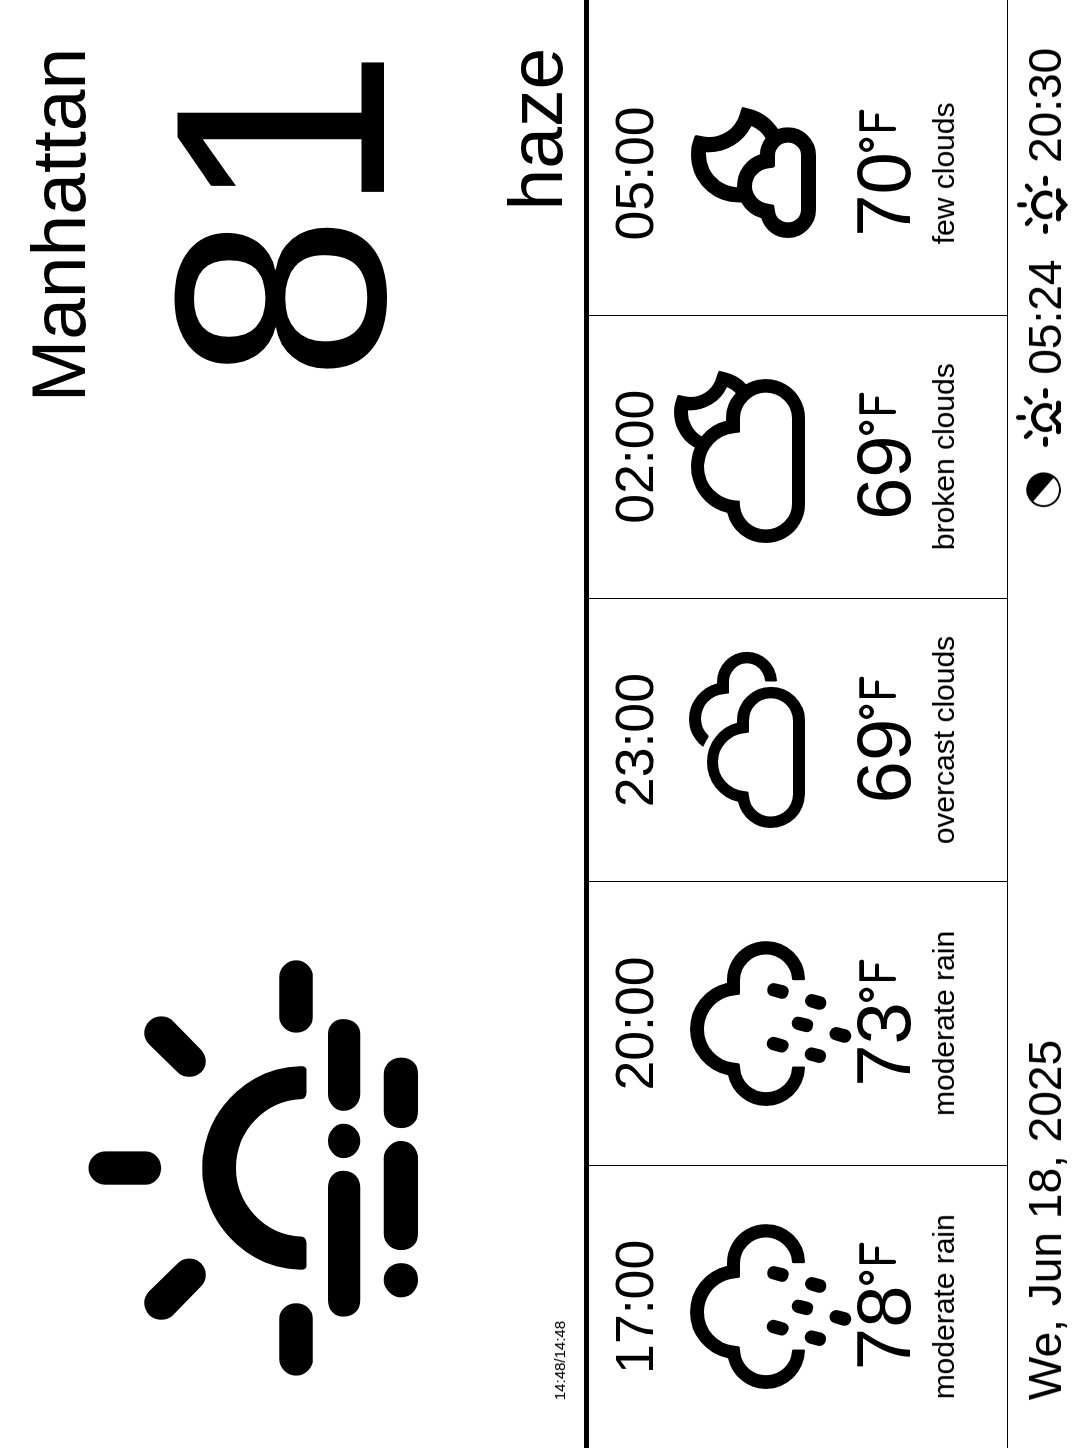 Manhattan
81
haze
14:48/14:48
17:00
78°F
moderate rain
20:00
73°F
moderate rain
23:00
69°F
overcast clouds
02:00
69°F
broken clouds
05:00
70°F
few clouds
We, Jun 18, 2025
05:24
20:30